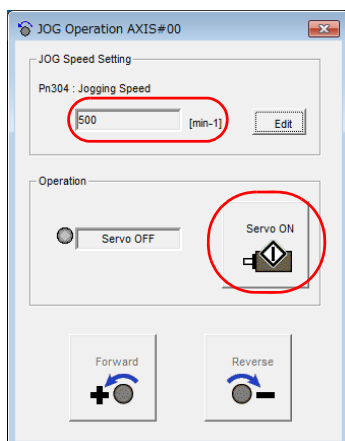 JOG Operation AXIS#00
JOG Speed Setting
Pn304 : Jogging Speed
500 [min-1] Edit
Operation
Servo OFF
Servo ON
Forward Reverse